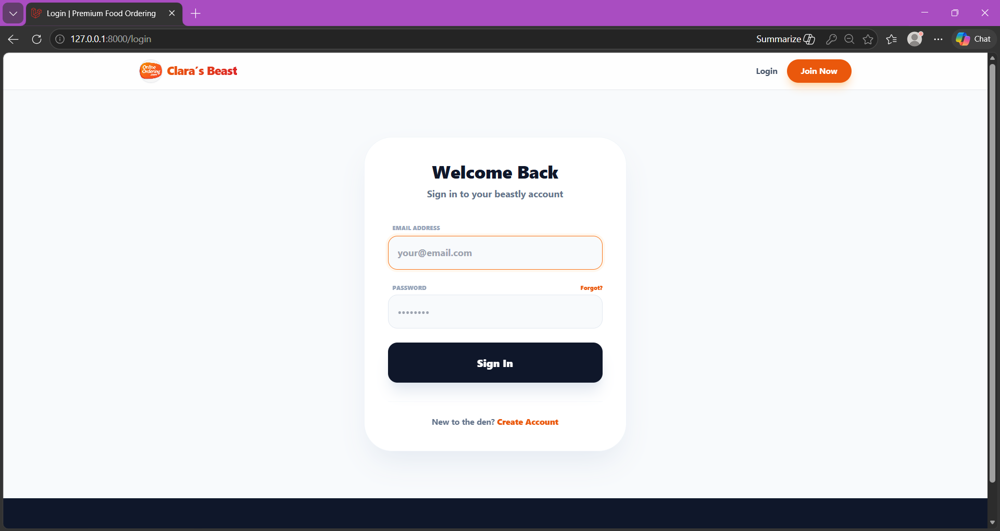 Login | Premium Food Ordering
127.0.0.1:8000/login
Summarize
Chat
Online
Ordering
.com
Clara´s Beast
Login
Join Now
Welcome Back
Sign in to your beastly account
EMAIL ADDRESS
your@email.com
PASSWORD
Forgot?
••••••••
Sign In
New to the den? Create Account